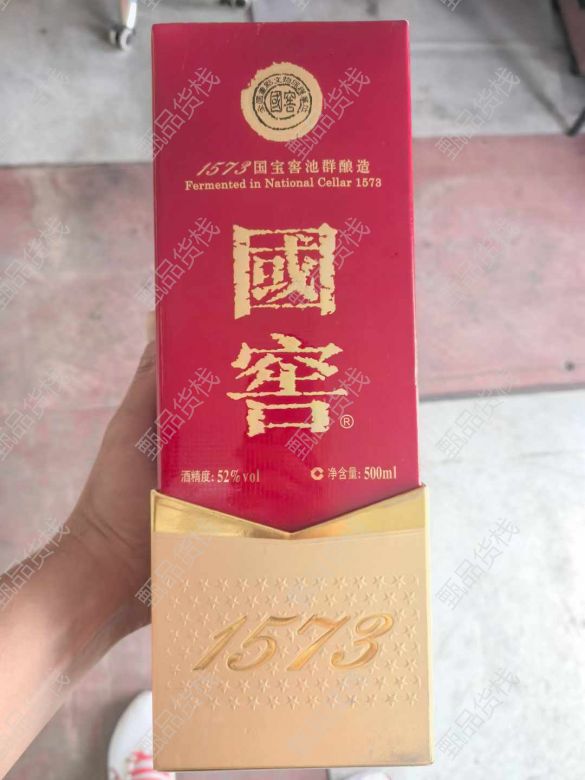 國窖
1573国宝窖池群酿造
Fermented in National Cellar 1573
國
窖
®
酒精度: 52%vol
净含量: 500ml
1573
甄品货栈